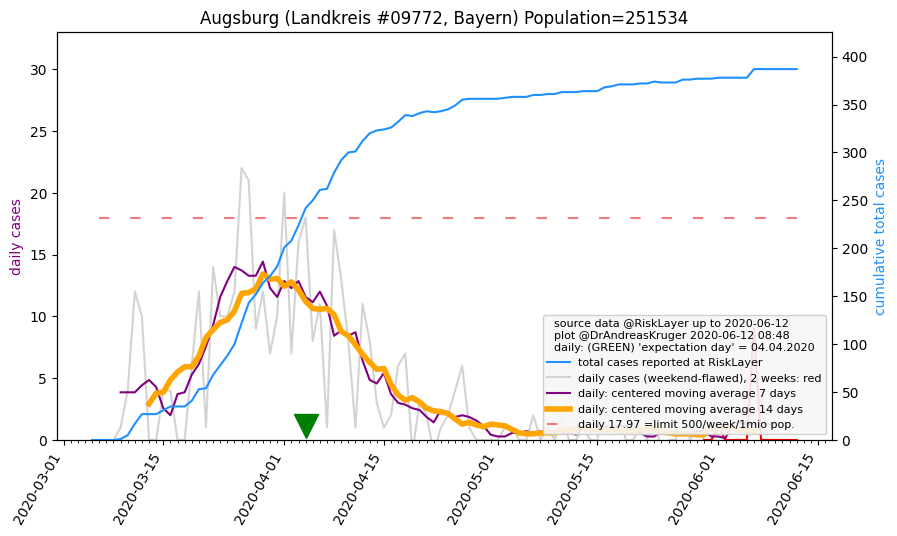 Augsburg (Landkreis #09772, Bayern) Population=251534
daily cases
30
25
20
15
10
5
0
400
350
300
250
200
150
100
50
0
cumulative total cases
source data @RiskLayer up to 2020-06-12
plot @DrAndreasKruger 2020-06-12 08:48
daily: (GREEN) 'expectation day' = 04.04.2020
total cases reported at RiskLayer
daily cases (weekend-flawed), 2 weeks: red
daily: centered moving average 7 days
daily: centered moving average 14 days
daily 17.97 =limit 500/week/1mio pop.
2020-03-01
2020-03-15
2020-04-01
2020-04-15
2020-05-01
2020-05-15
2020-06-01
2020-06-15